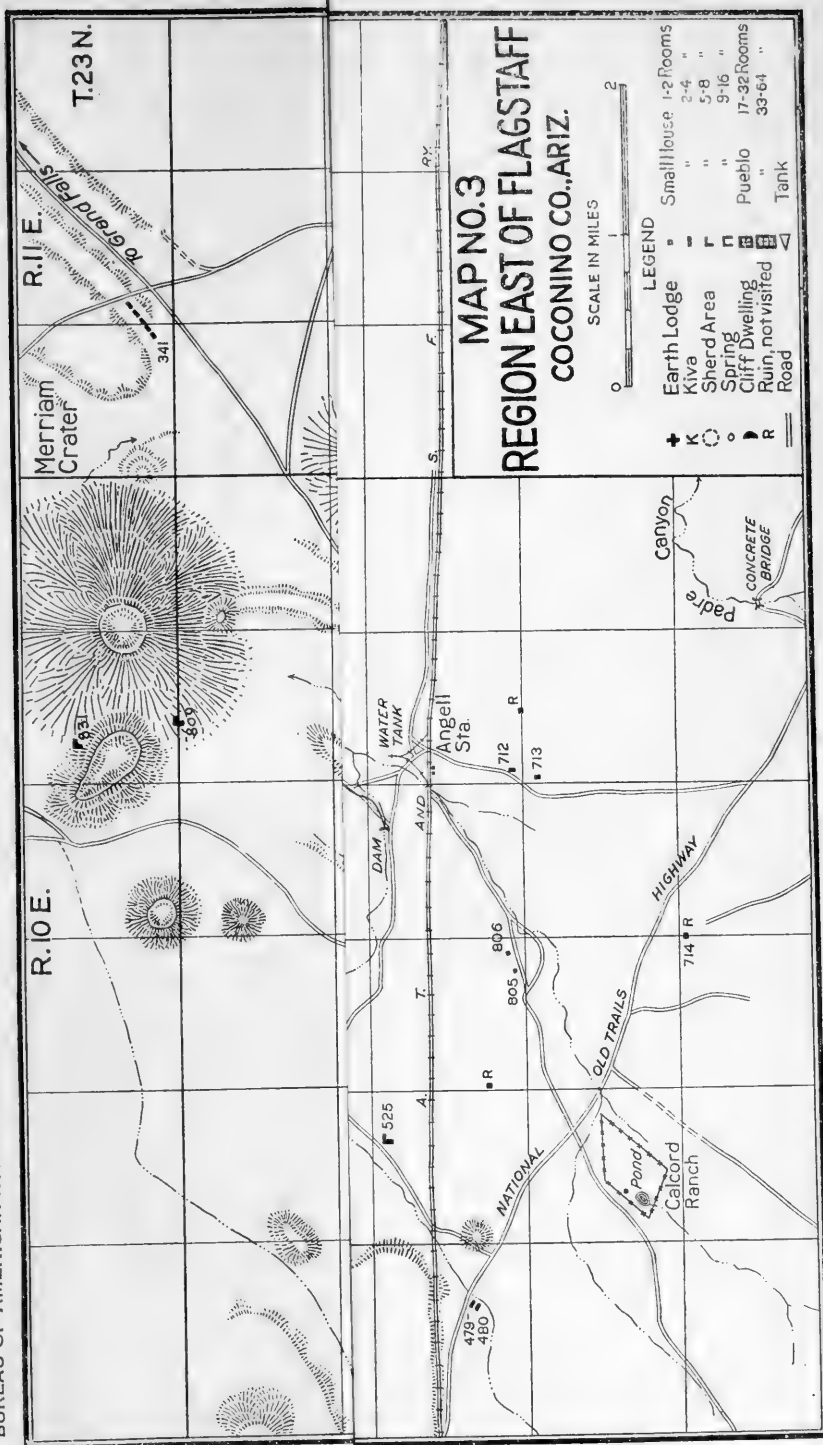 BUREAU OF AMERICAN
R.10 E.
R.11 E.
T.23 N.
TO Grand Falls
Merriam
Crater
341
831
809
WATER
TANK
DAM
Angell
Sta.
A. T. AND S. F. RY.
525
R
R
712
713
806
805
479-
480
NATIONAL OLD TRAILS HIGHWAY
714 R
Pond
Calcord
Ranch
Padre Canyon
CONCRETE
BRIDGE
MAP NO. 3
REGION EAST OF FLAGSTAFF
COCONINO CO., ARIZ.
SCALE IN MILES
0 1 2
LEGEND
Earth Lodge
K Kiva
Sherd Area
Spring
Cliff Dwelling
R Ruin, not visited
Road
Small House 1-2 Rooms
" 2-4 "
" 5-8 "
" 9-16 "
Pueblo 17-32 Rooms
" 33-64 "
Tank